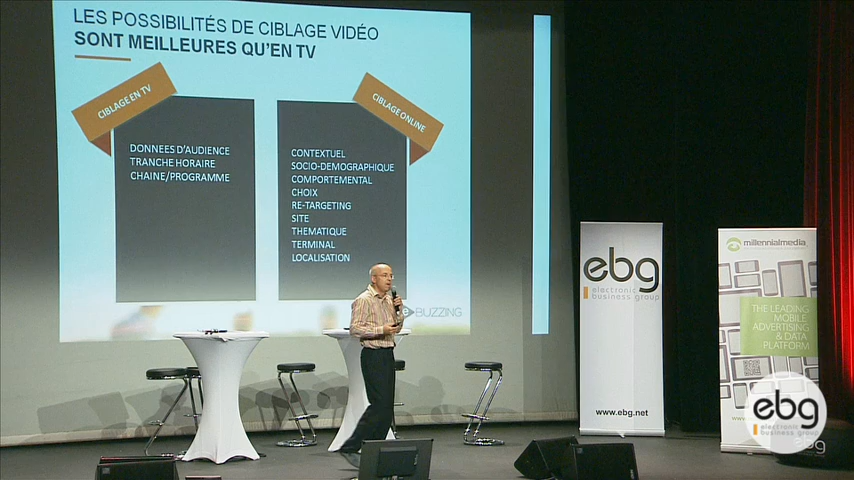 LES POSSIBILITÉS DE CIBLAGE VIDÉO
SONT MEILLEURES QU'EN TV
CIBLAGE EN TV
DONNEES D'AUDIENCE
TRANCHE HORAIRE
CHAINE/PROGRAMME
CIBLAGE ONLINE
CONTEXTUEL
SOCIO-DEMOGRAPHIQUE
COMPORTEMENTAL
CHOIX
RE-TARGETING
SITE
THEMATIQUE
TERMINAL
LOCALISATION
BUZZING
ebg
electronic
business group
www.ebg.net
millennialmedia
THE LEADING
MOBILE
ADVERTISING
& DATA
PLATFORM
ebg
electronic
business group
ebg